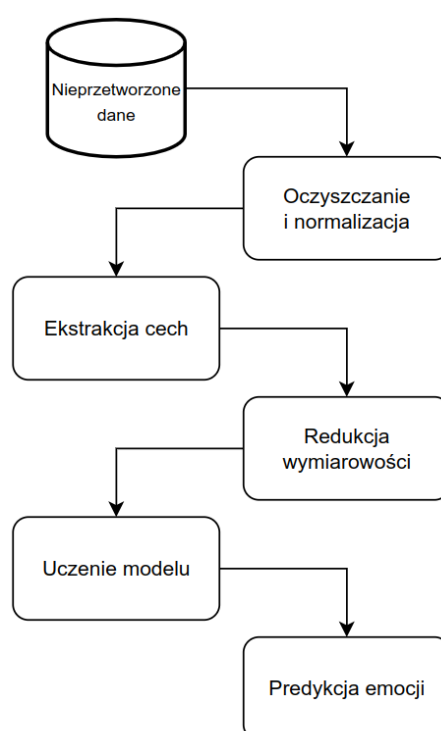 Nieprzetworzone
dane
Oczyszczanie
i normalizacja
Ekstrakcja cech
Redukcja
wymiarowości
Uczenie modelu
Predykcja emocji